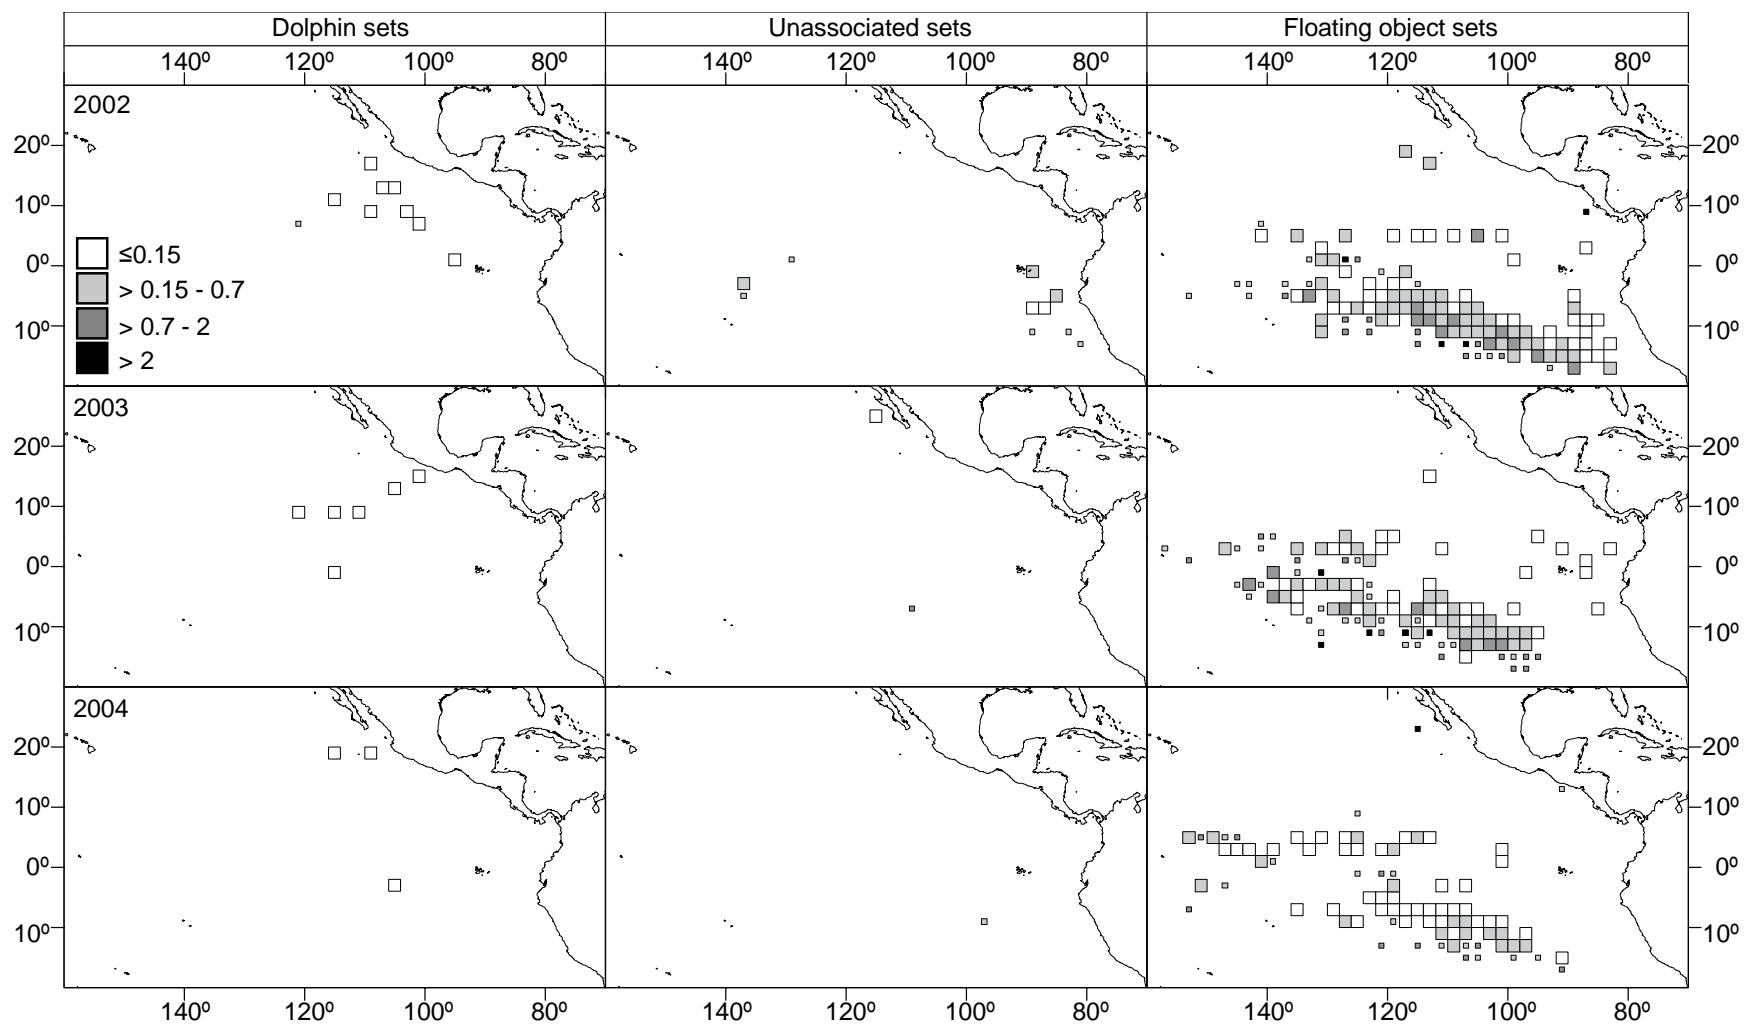 Dolphin sets Unassociated sets Floating object sets
140º 120º 100º 80º 140º 120º 100º 80º 140º 120º 100º 80º
2002
20º 20º
10º 10º
≤0.15
0º 0º
> 0.15 - 0.7
> 0.7 - 2
10º 10º
> 2
2003
20º 20º
10º 10º
0º 0º
10º 10º
2004
20º 20º
10º 10º
0º 0º
10º 10º
140º 120º 100º 80º 140º 120º 100º 80º 140º 120º 100º 80º